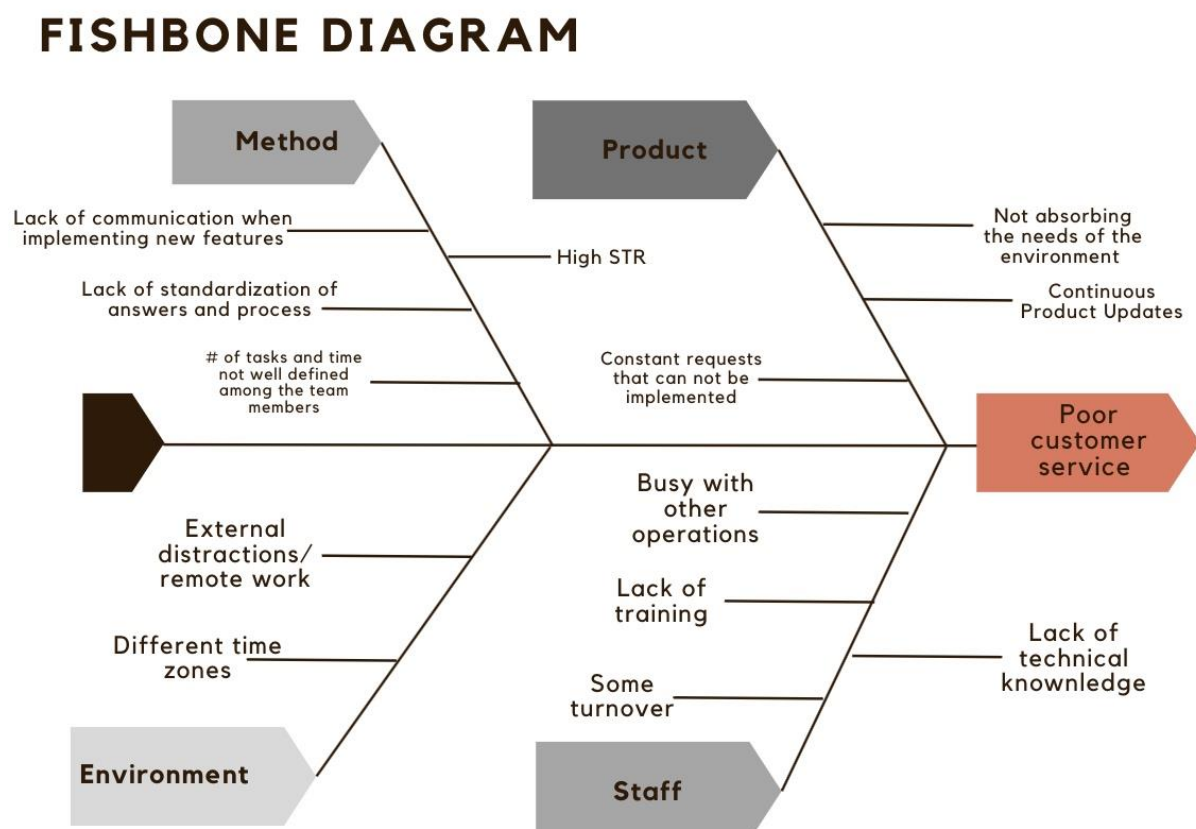 FISHBONE DIAGRAM
Method
Product
Lack of communication when
implementing new features
High STR
Lack of standardization of
answers and process
# of tasks and time
not well defined
among the team
members
Not absorbing
the needs of the
environment
Continuous
Product Updates
Constant requests
that can not be
implemented
Poor
customer
service
External
distractions/
remote work
Different time
zones
Busy with
other
operations
Lack of
training
Some
turnover
Lack of
technical
knownledge
Environment
Staff